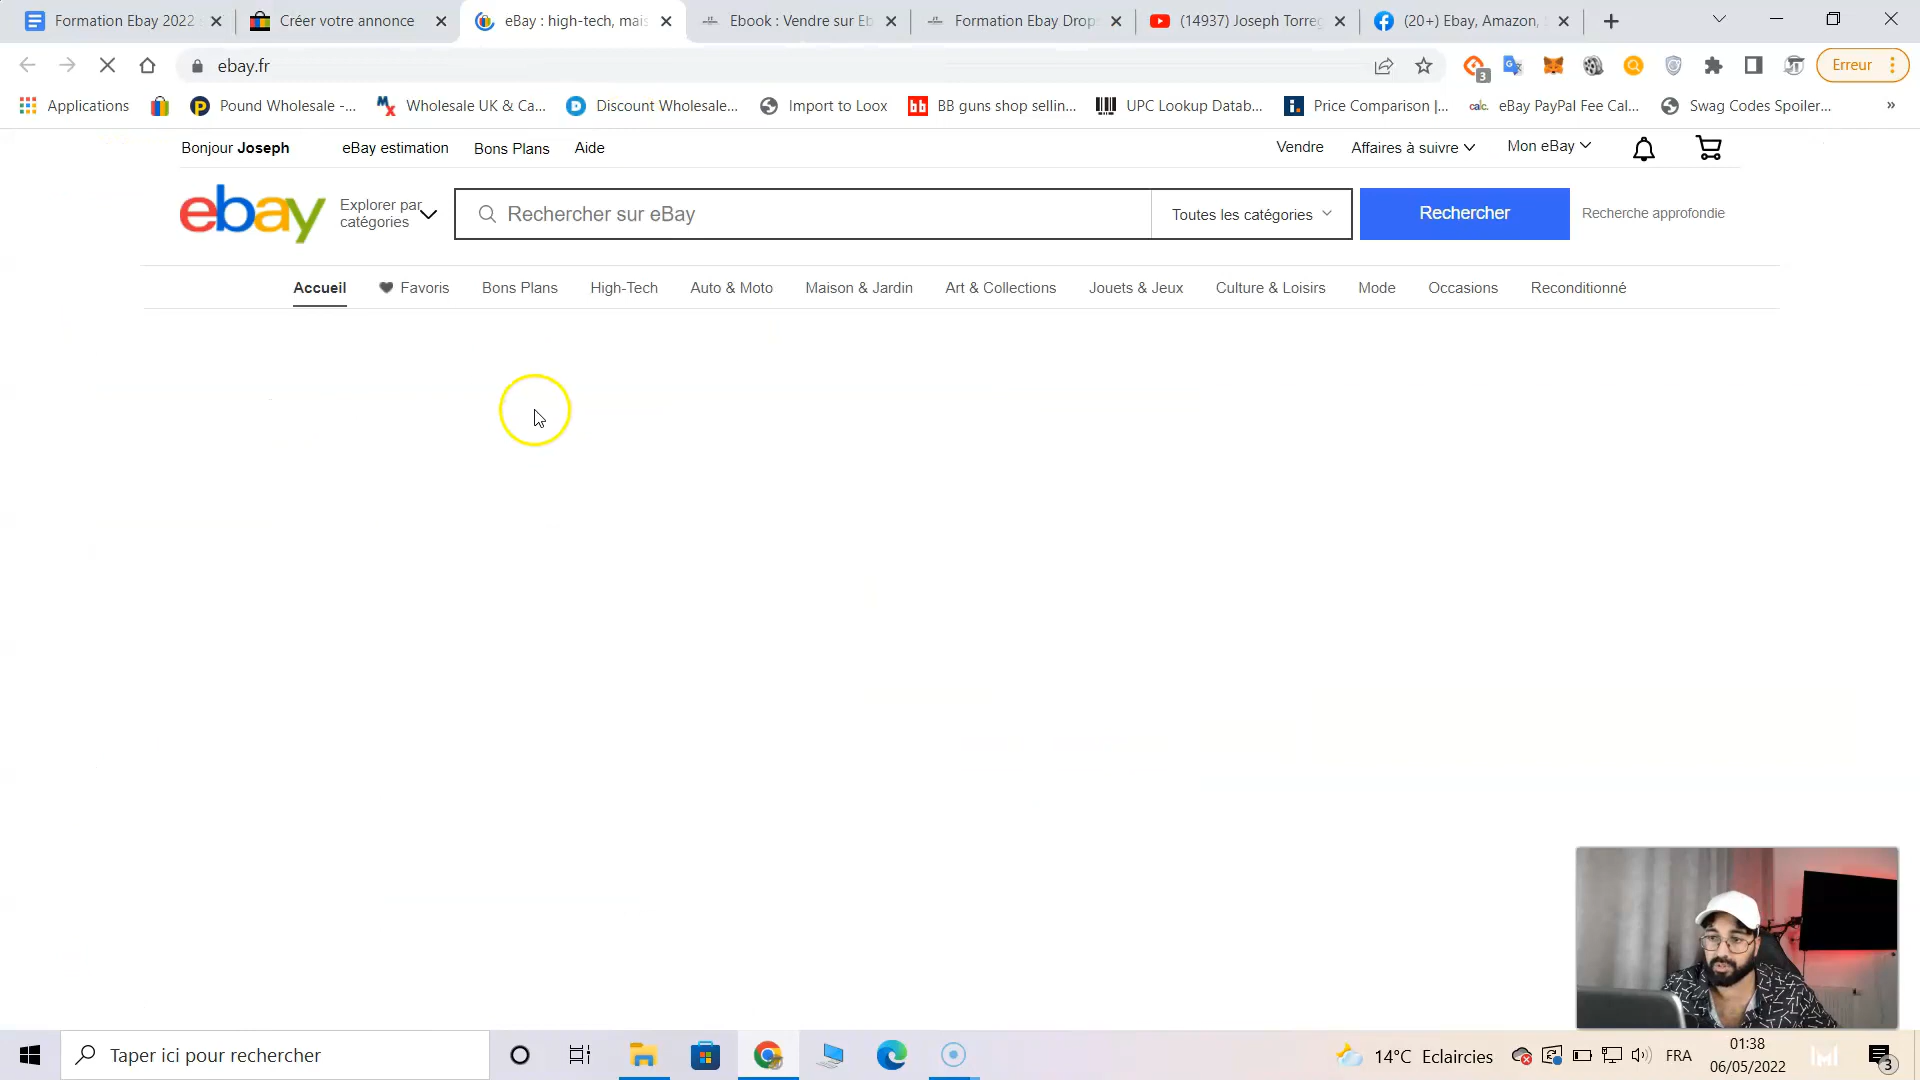 Formation Ebay 2022
Créer votre annonce
eBay : high-tech, mais
Ebook : Vendre sur Eb
Formation Ebay Drop
(14937) Joseph Torre
(20+) Ebay, Amazon,
ebay.fr
3
Erreur
Applications
Pound Wholesale -...
Wholesale UK & Ca...
Discount Wholesale...
Import to Loox
BB guns shop sellin...
UPC Lookup Datab...
Price Comparison |...
eBay PayPal Fee Cal...
Swag Codes Spoiler...
»
Bonjour Joseph
eBay estimation
Bons Plans
Aide
Vendre
Affaires à suivre
Mon eBay
ebay
Explorer par
catégories
Rechercher sur eBay
Toutes les catégories
Rechercher
Recherche approfondie
Accueil
Favoris
Bons Plans
High-Tech
Auto & Moto
Maison & Jardin
Art & Collections
Jouets & Jeux
Culture & Loisirs
Mode
Occasions
Reconditionné
Taper ici pour rechercher
14°C Eclaircies
FRA
01:38
06/05/2022
3